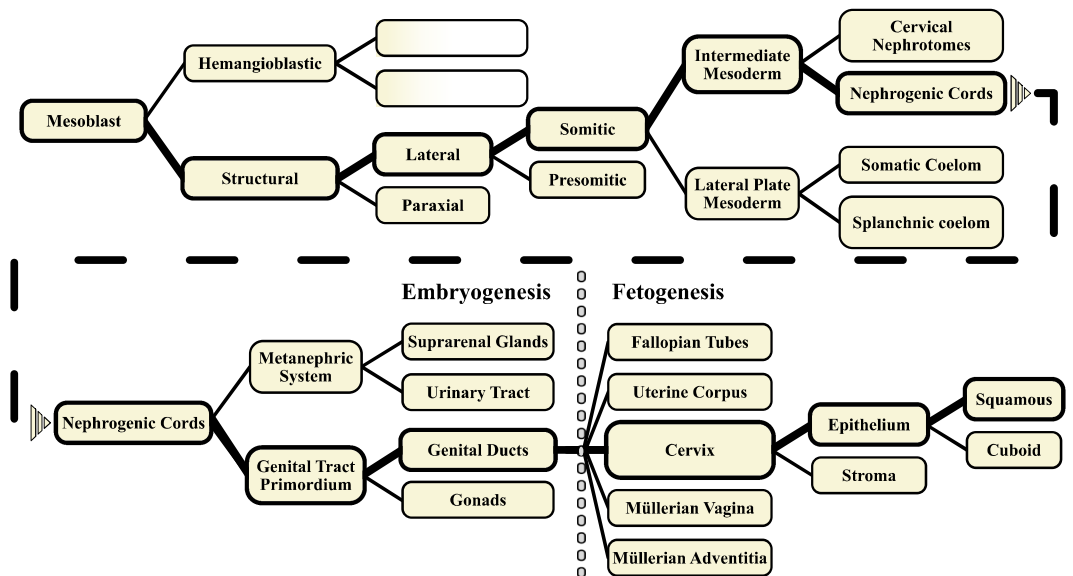 Mesoblast
Hemangioblastic
Structural
Lateral
Paraxial
Somitic
Presomitic
Intermediate
Mesoderm
Lateral Plate
Mesoderm
Cervical
Nephrotomes
Nephrogenic Cords
Somatic Coelom
Splanchnic coelom
Embryogenesis
Fetogenesis
Nephrogenic Cords
Metanephric
System
Genital Tract
Primordium
Suprarenal Glands
Urinary Tract
Genital Ducts
Gonads
Fallopian Tubes
Uterine Corpus
Cervix
Müllerian Vagina
Müllerian Adventitia
Epithelium
Stroma
Squamous
Cuboid